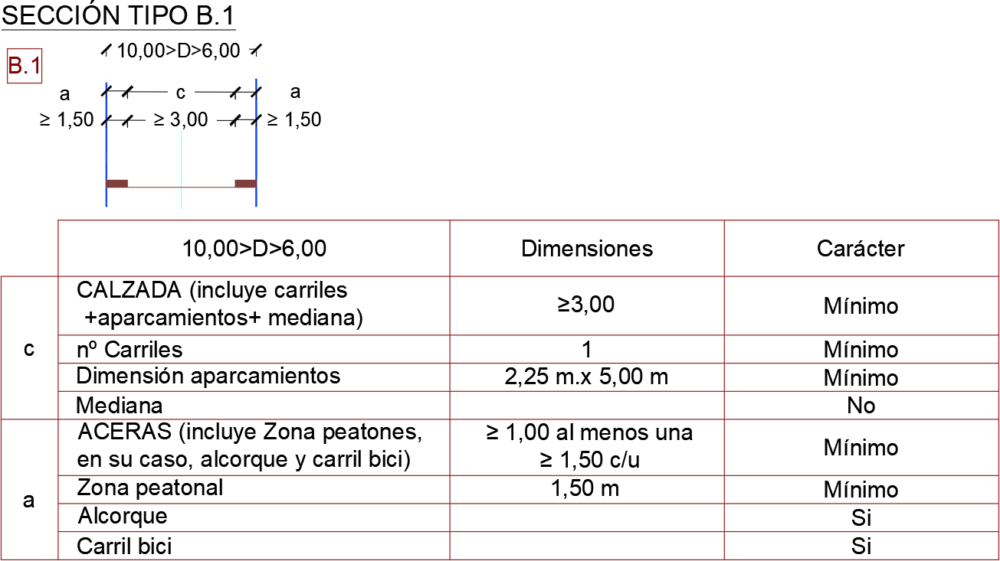 SECCIÓN TIPO B.1
10,00>D>6,00
B.1
a c a
≥ 1,50 ≥ 3,00 ≥ 1,50
10,00>D>6,00 Dimensiones Carácter
c
CALZADA (incluye carriles
+aparcamientos+ mediana)
≥3,00 Mínimo
nº Carriles 1 Mínimo
Dimensión aparcamientos 2,25 m.x 5,00 m Mínimo
Mediana No
a
ACERAS (incluye Zona peatones,
en su caso, alcorque y carril bici)
≥ 1,00 al menos una
≥ 1,50 c/u
Mínimo
Zona peatonal 1,50 m Mínimo
Alcorque Si
Carril bici Si